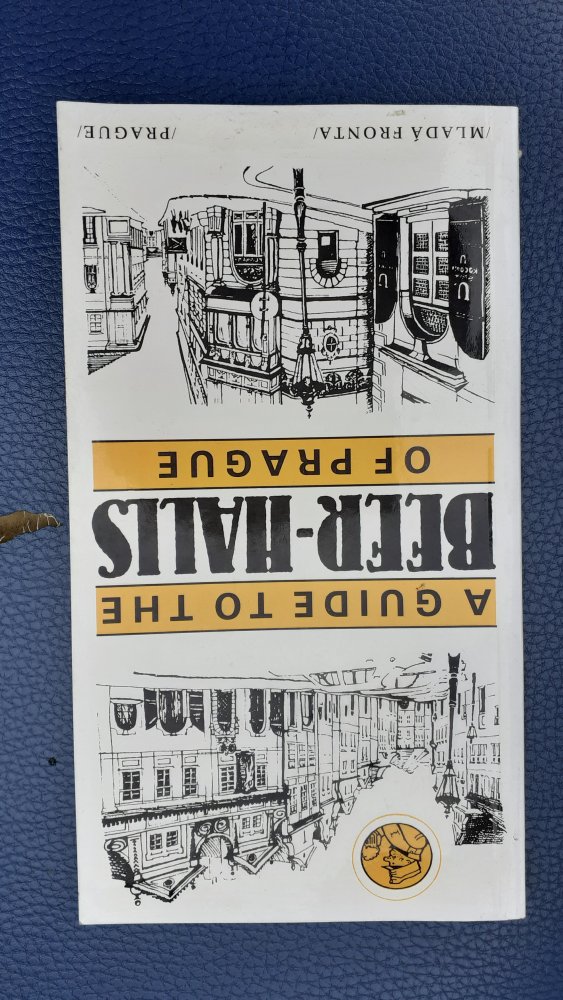 A GUIDE TO THE
BEER-HALLS
OF PRAGUE
/MLADÁ FRONTA/ /PRAGUE/